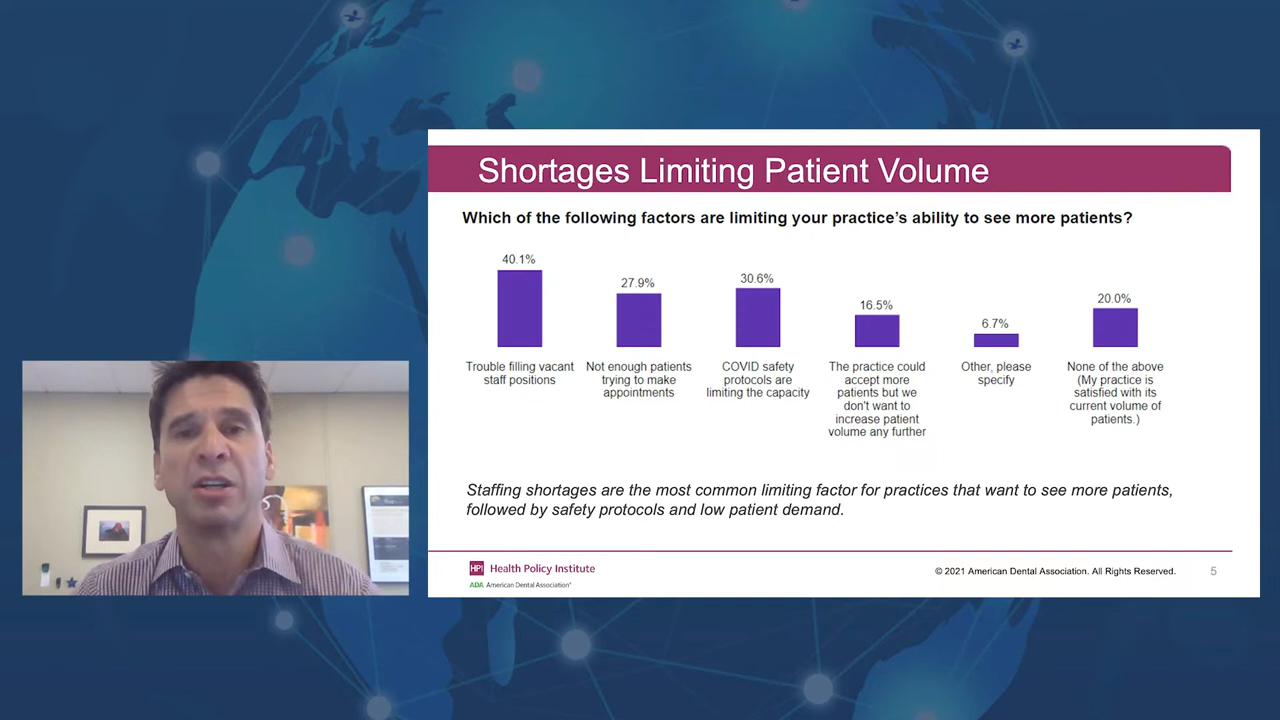 Shortages Limiting Patient Volume
Which of the following factors are limiting your practice's ability to see more patients?
40.1%
27.9%
30.6%
16.5%
6.7%
20.0%
Trouble filling vacant
staff positions
Not enough patients
trying to make
appointments
COVID safety
protocols are
limiting the capacity
The practice could
accept more
patients but we
don't want to
increase patient
volume any further
Other, please
specify
None of the above
(My practice is
satisfied with its
current volume of
patients.)
Staffing shortages are the most common limiting factor for practices that want to see more patients,
followed by safety protocols and low patient demand.
HPI Health Policy Institute
ADA American Dental Association®
© 2021 American Dental Association. All Rights Reserved.
5